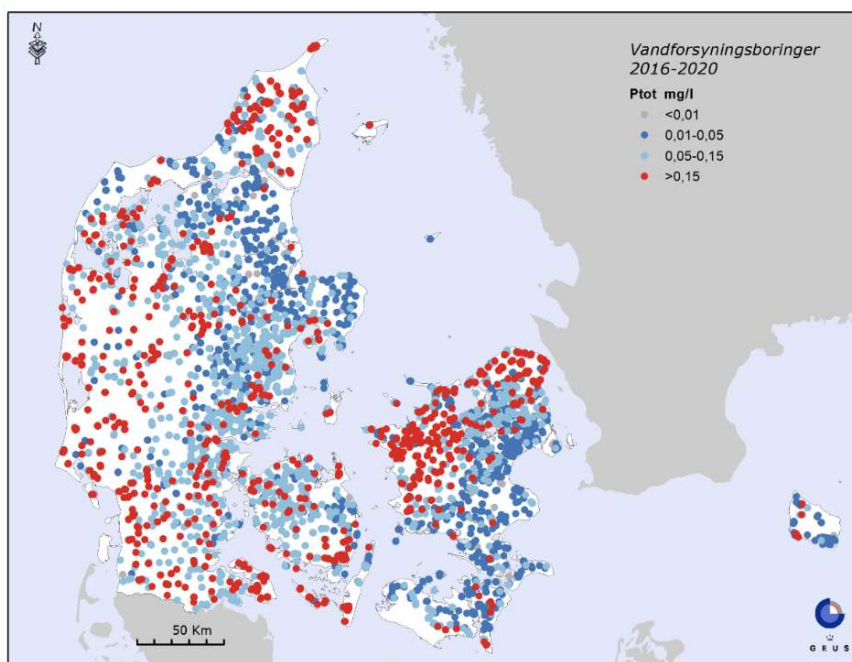 N
Vandforsyningsboringer
2016-2020
Ptot mg/l
<0,01
0,01-0,05
0,05-0,15
>0,15
50 Km
G E U S